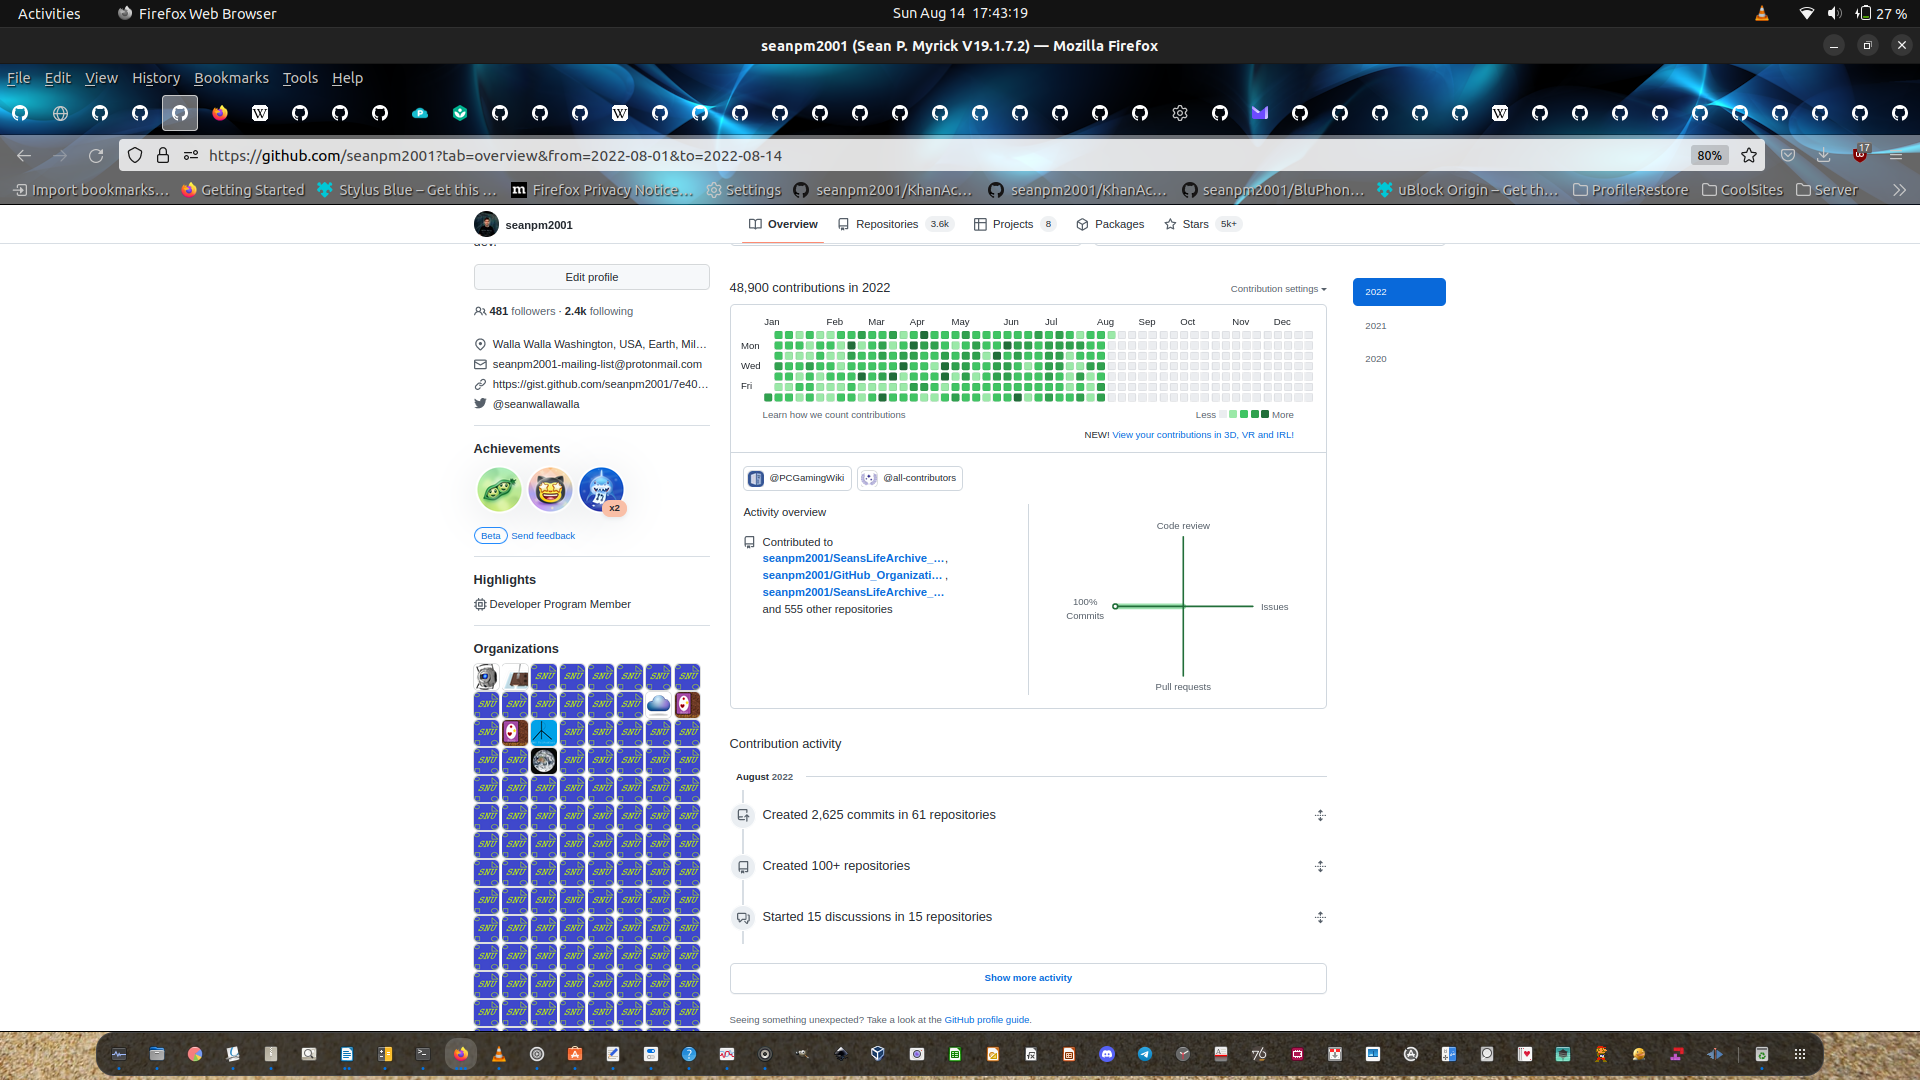 Activities
Firefox Web Browser
Sun Aug 14 17:43:19
27 %
seanpm2001 (Sean P. Myrick V19.1.7.2) — Mozilla Firefox
File Edit View History Bookmarks Tools Help
https://github.com/seanpm2001?tab=overview&from=2022-08-01&to=2022-08-14
80%
17
Import bookmarks…
Getting Started
Stylus Blue – Get this …
Firefox Privacy Notice…
Settings
seanpm2001/KhanAc…
seanpm2001/KhanAc…
seanpm2001/BluPhon…
uBlock Origin – Get th…
ProfileRestore
CoolSites
Server
seanpm2001
Overview
Repositories 3.6k
Projects 8
Packages
Stars 5k+
Edit profile
481 followers · 2.4k following
Walla Walla Washington, USA, Earth, Mil…
seanpm2001-mailing-list@protonmail.com
https://gist.github.com/seanpm2001/7e40…
@seanwallawalla
Achievements
x2
Beta Send feedback
Highlights
Developer Program Member
Organizations
48,900 contributions in 2022
Contribution settings
2022
2021
2020
Jan Feb Mar Apr May Jun Jul Aug Sep Oct Nov Dec
Mon
Wed
Fri
Learn how we count contributions
Less More
NEW! View your contributions in 3D, VR and IRL!
@PCGamingWiki
@all-contributors
Activity overview
Contributed to
seanpm2001/SeansLifeArchive_…,
seanpm2001/GitHub_Organizati… ,
seanpm2001/SeansLifeArchive_…
and 555 other repositories
Code review
100%
Commits
Issues
Pull requests
Contribution activity
August 2022
Created 2,625 commits in 61 repositories
Created 100+ repositories
Started 15 discussions in 15 repositories
Show more activity
Seeing something unexpected? Take a look at the GitHub profile guide.